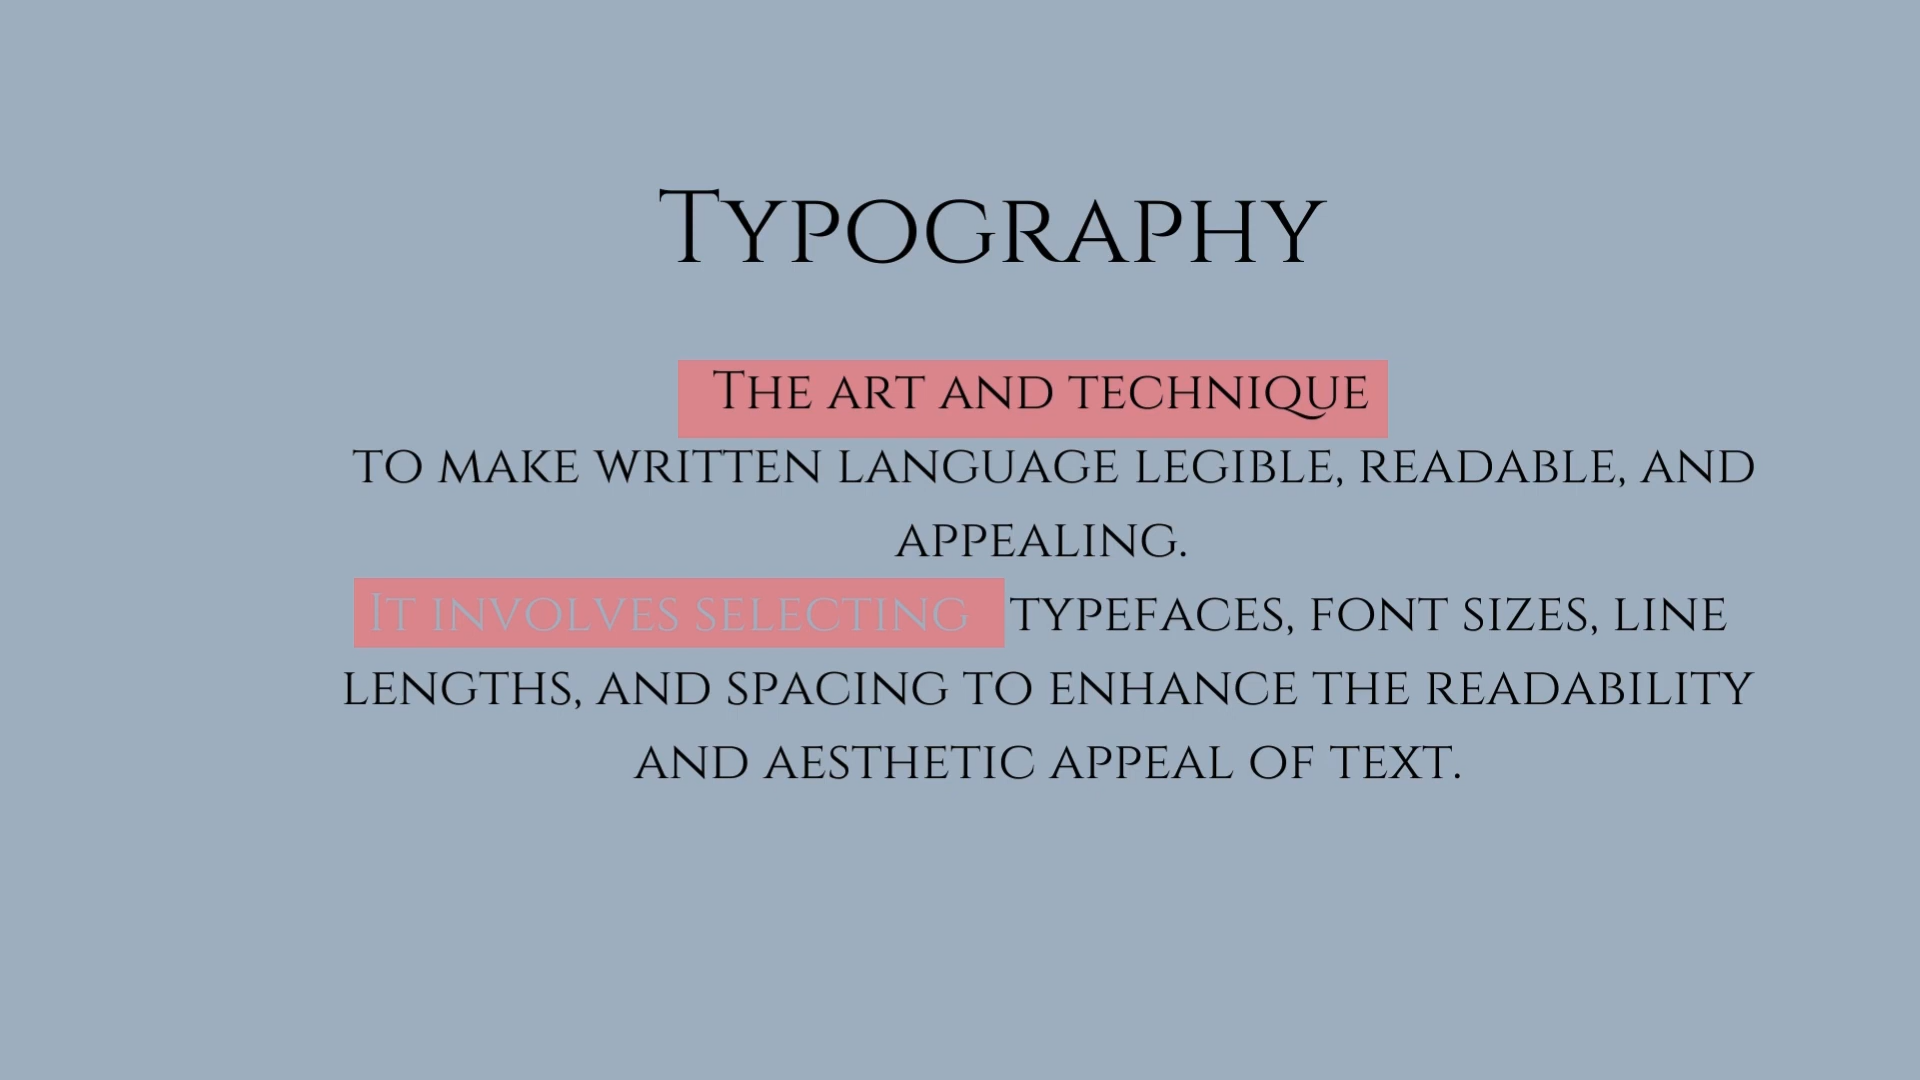 Typography
The art and technique
to make written language legible, readable, and
appealing.
It involves selecting typefaces, font sizes, line
lengths, and spacing to enhance the readability
and aesthetic appeal of text.